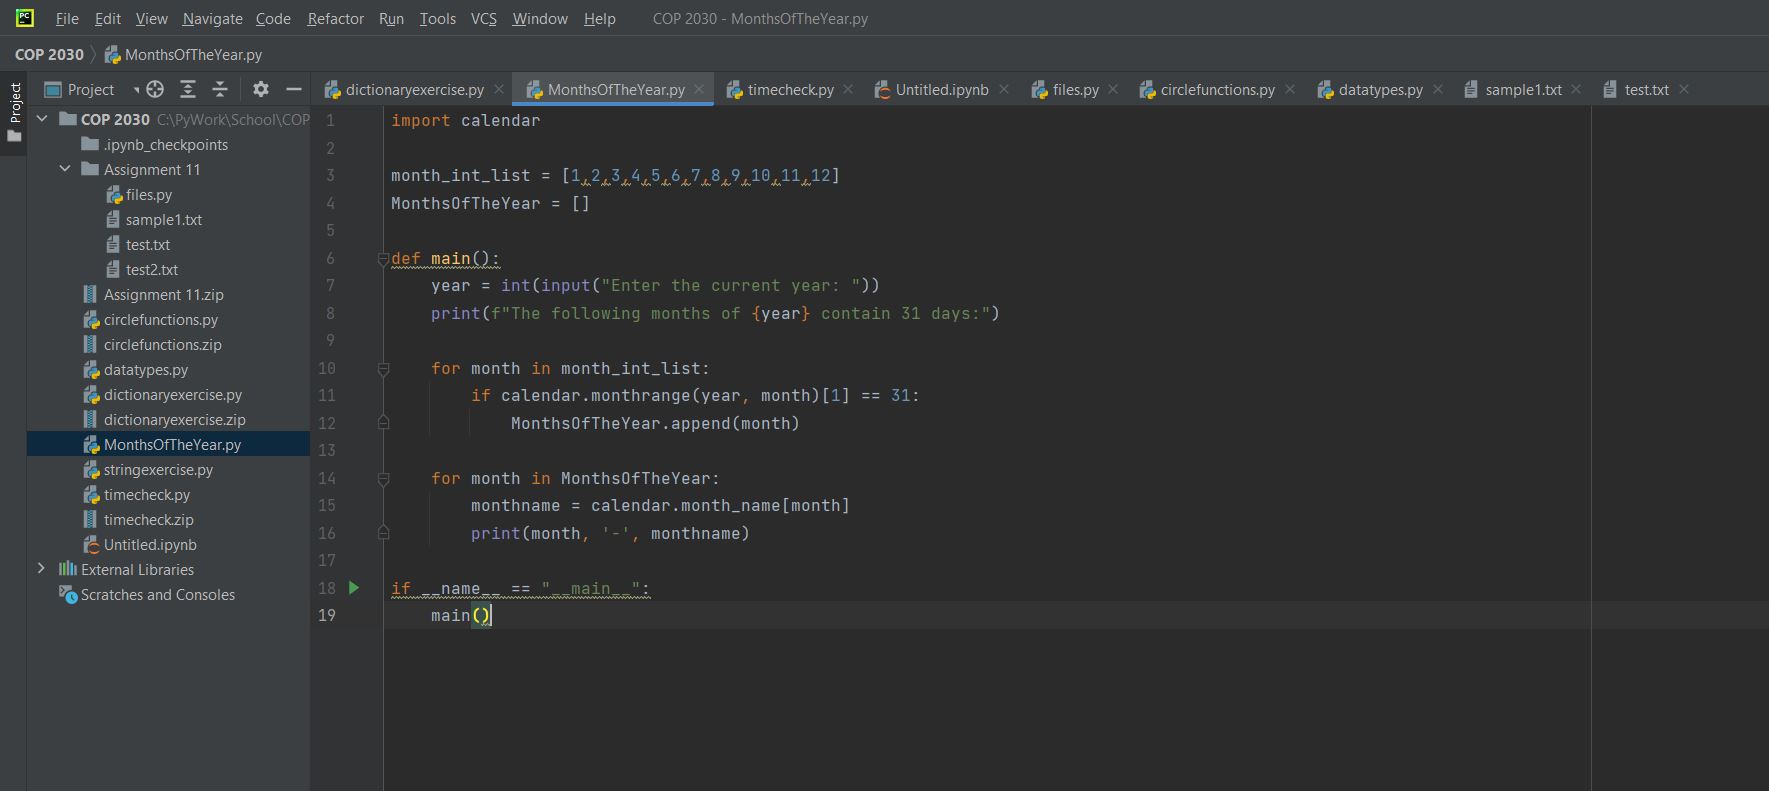 PC File Edit View Navigate Code Refactor Run Tools VCS Window Help COP 2030 - MonthsOfTheYear.py
COP 2030 MonthsOfTheYear.py
Project
Project
dictionaryexercise.py MonthsOfTheYear.py timecheck.py Untitled.ipynb files.py circlefunctions.py datatypes.py sample1.txt test.txt
COP 2030 C:\PyWork\School\COP
.ipynb_checkpoints
Assignment 11
files.py
sample1.txt
test.txt
test2.txt
Assignment 11.zip
circlefunctions.py
circlefunctions.zip
datatypes.py
dictionaryexercise.py
dictionaryexercise.zip
MonthsOfTheYear.py
stringexercise.py
timecheck.py
timecheck.zip
Untitled.ipynb
External Libraries
Scratches and Consoles
1 import calendar
2
3 month_int_list = [1,2,3,4,5,6,7,8,9,10,11,12]
4 MonthsOfTheYear = []
5
6 def main():
7     year = int(input("Enter the current year: "))
8     print(f"The following months of {year} contain 31 days:")
9
10     for month in month_int_list:
11         if calendar.monthrange(year, month)[1] == 31:
12             MonthsOfTheYear.append(month)
13
14     for month in MonthsOfTheYear:
15         monthname = calendar.month_name[month]
16         print(month, '-', monthname)
17
18 if __name__ == "__main__":
19     main()